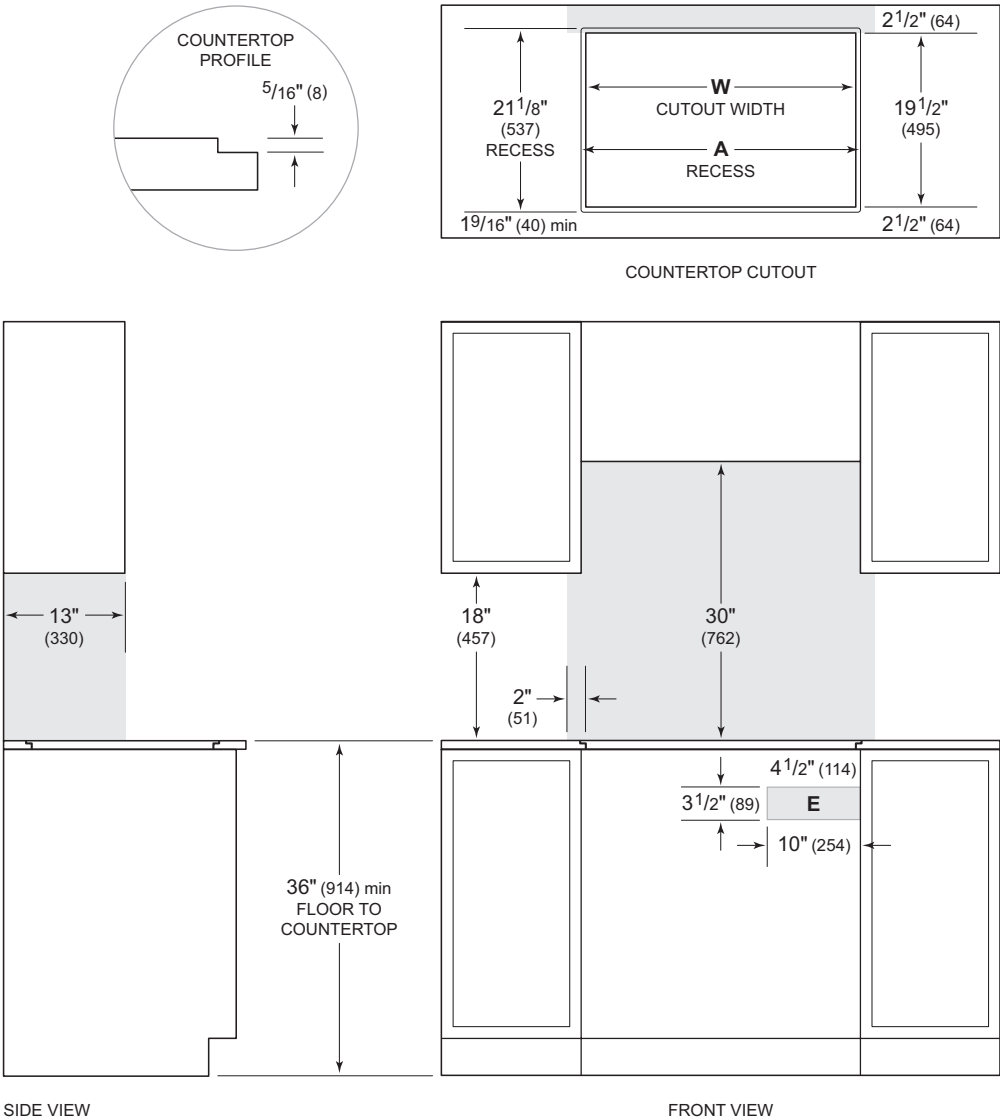 COUNTERTOP
PROFILE
5/16" (8)
2 1/2" (64)
W
CUTOUT WIDTH
21 1/8"
(537)
RECESS
19 1/2"
(495)
A
RECESS
1 9/16" (40) min
2 1/2" (64)
COUNTERTOP CUTOUT
13"
(330)
18"
(457)
30"
(762)
2"
(51)
4 1/2" (114)
3 1/2" (89)
E
10" (254)
36" (914) min
FLOOR TO
COUNTERTOP
SIDE VIEW
FRONT VIEW